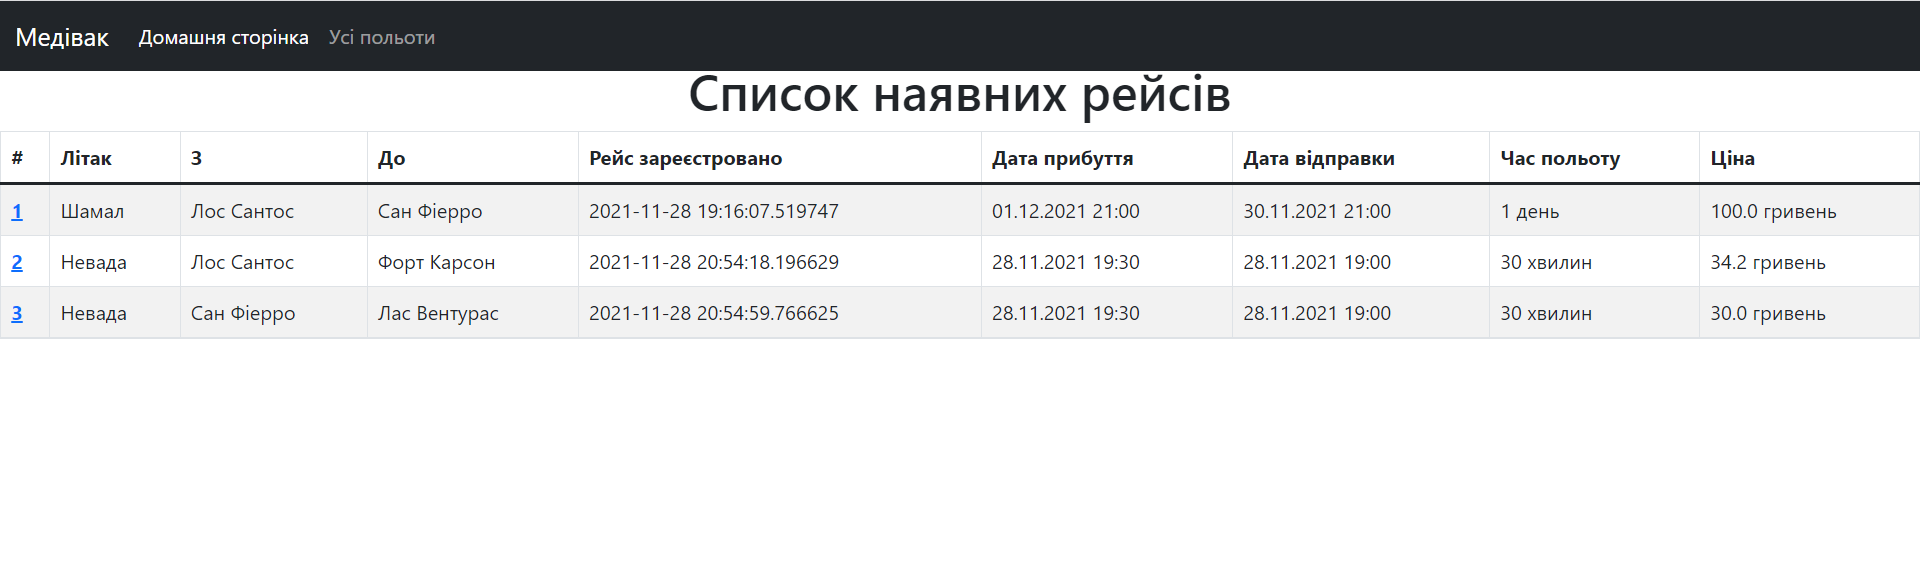 Медівак Домашня сторінка Усі польоти
Список наявних рейсів
# Літак З До Рейс зареєстровано Дата прибуття Дата відправки Час польоту Ціна
1 Шамал Лос Сантос Сан Фіерро 2021-11-28 19:16:07.519747 01.12.2021 21:00 30.11.2021 21:00 1 день 100.0 гривень
2 Невада Лос Сантос Форт Карсон 2021-11-28 20:54:18.196629 28.11.2021 19:30 28.11.2021 19:00 30 хвилин 34.2 гривень
3 Невада Сан Фіерро Лас Вентурас 2021-11-28 20:54:59.766625 28.11.2021 19:30 28.11.2021 19:00 30 хвилин 30.0 гривень